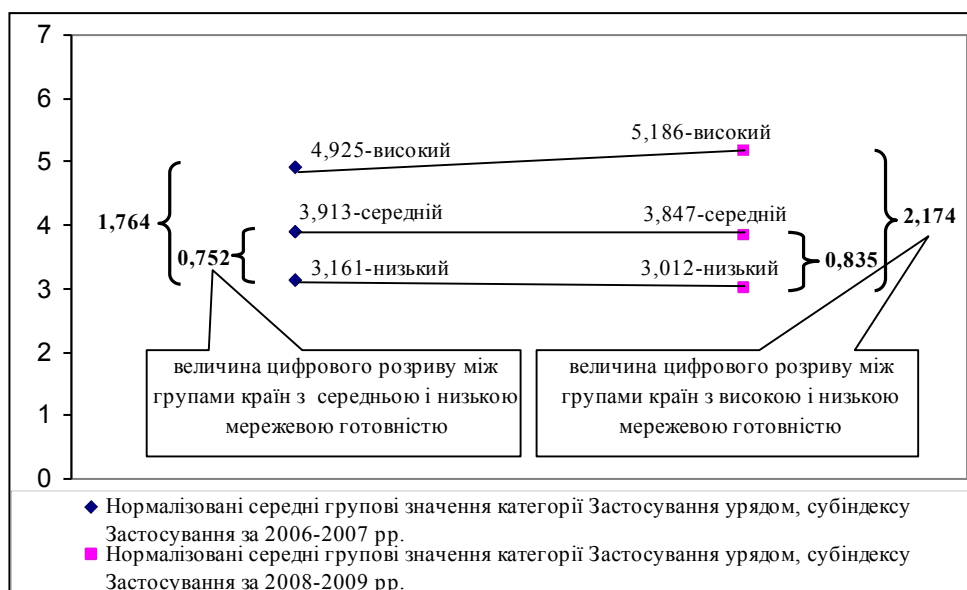 7
6
5
4
3
2
1
0
4,925-високий
5,186-високий
3,913-середній
3,847-середній
3,161-низький
3,012-низький
1,764
0,752
0,835
2,174
величина цифрового розриву між
групами країн з середньою і низькою
мережевою готовністю
величина цифрового розриву між
групами країн з високою і низькою
мережевою готовністю
Нормалізовані середні групові значення категорії Застосування урядом, субіндексу
Застосування за 2006-2007 рр.
Нормалізовані середні групові значення категорії Застосування урядом, субіндексу
Застосування за 2008-2009 рр.